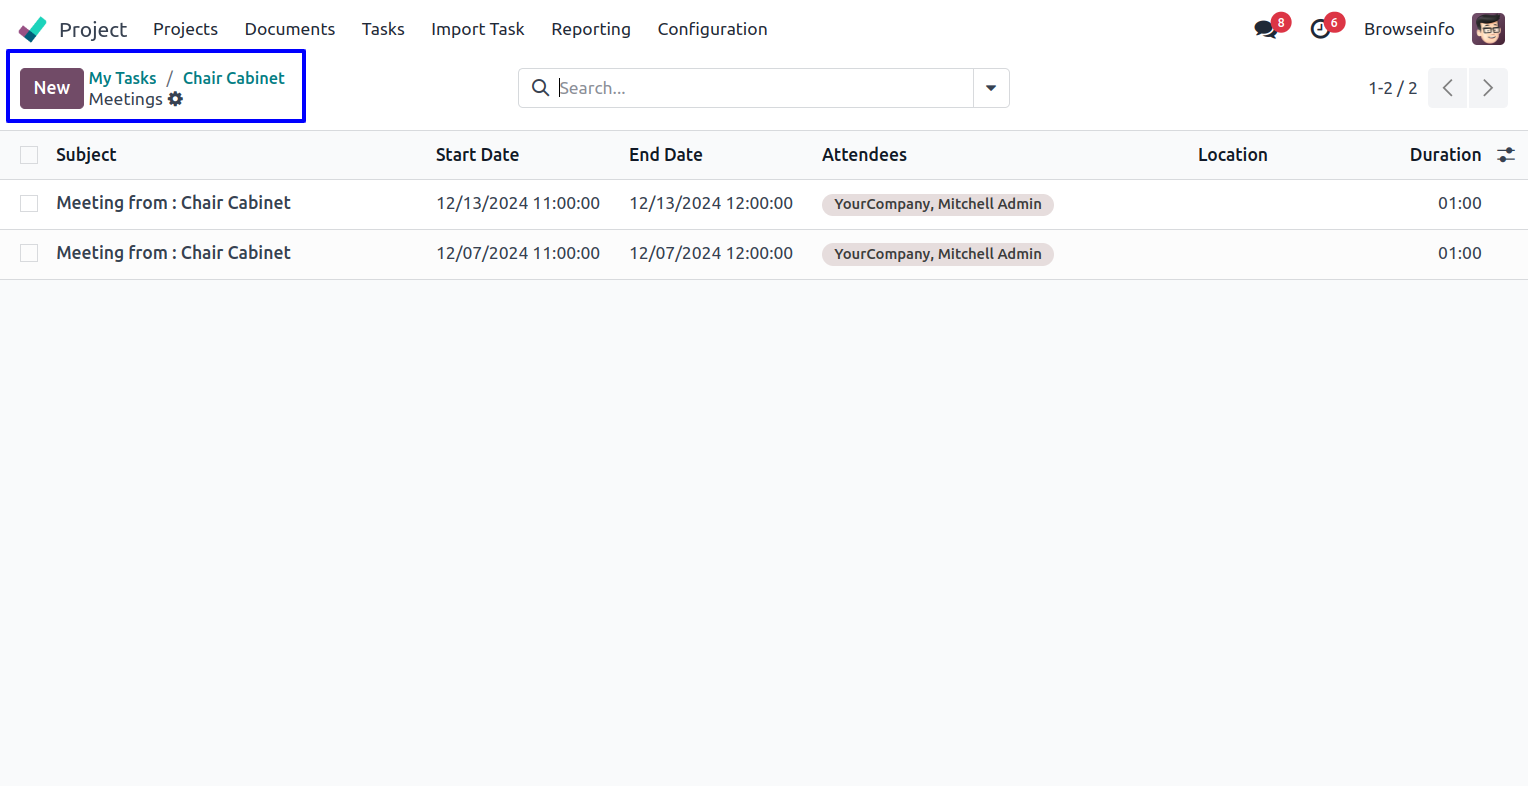 Project Projects Documents Tasks Import Task Reporting Configuration 8 6 Browseinfo
New My Tasks / Chair Cabinet
Meetings
Search...
1-2 / 2
Subject Start Date End Date Attendees Location Duration
Meeting from : Chair Cabinet 12/13/2024 11:00:00 12/13/2024 12:00:00 YourCompany, Mitchell Admin 01:00
Meeting from : Chair Cabinet 12/07/2024 11:00:00 12/07/2024 12:00:00 YourCompany, Mitchell Admin 01:00